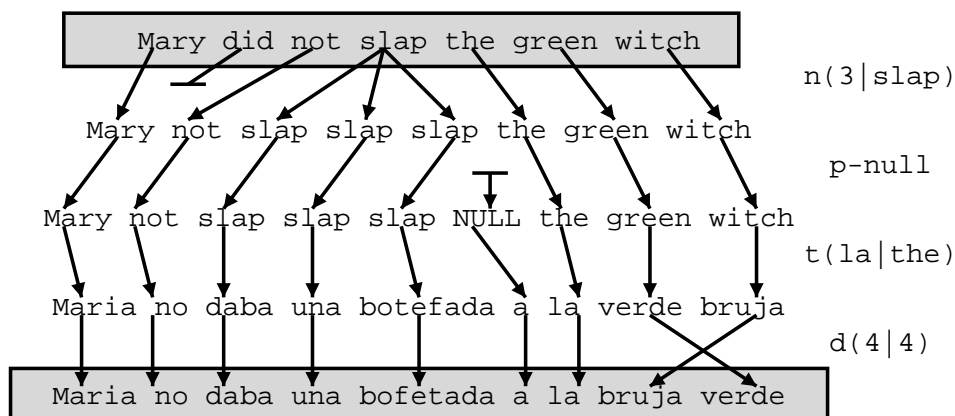 Mary did not slap the green witch
n(3|slap)
Mary not slap slap slap the green witch
p-null
Mary not slap slap slap NULL the green witch
t(la|the)
Maria no daba una botefada a la verde bruja
d(4|4)
Maria no daba una bofetada a la bruja verde